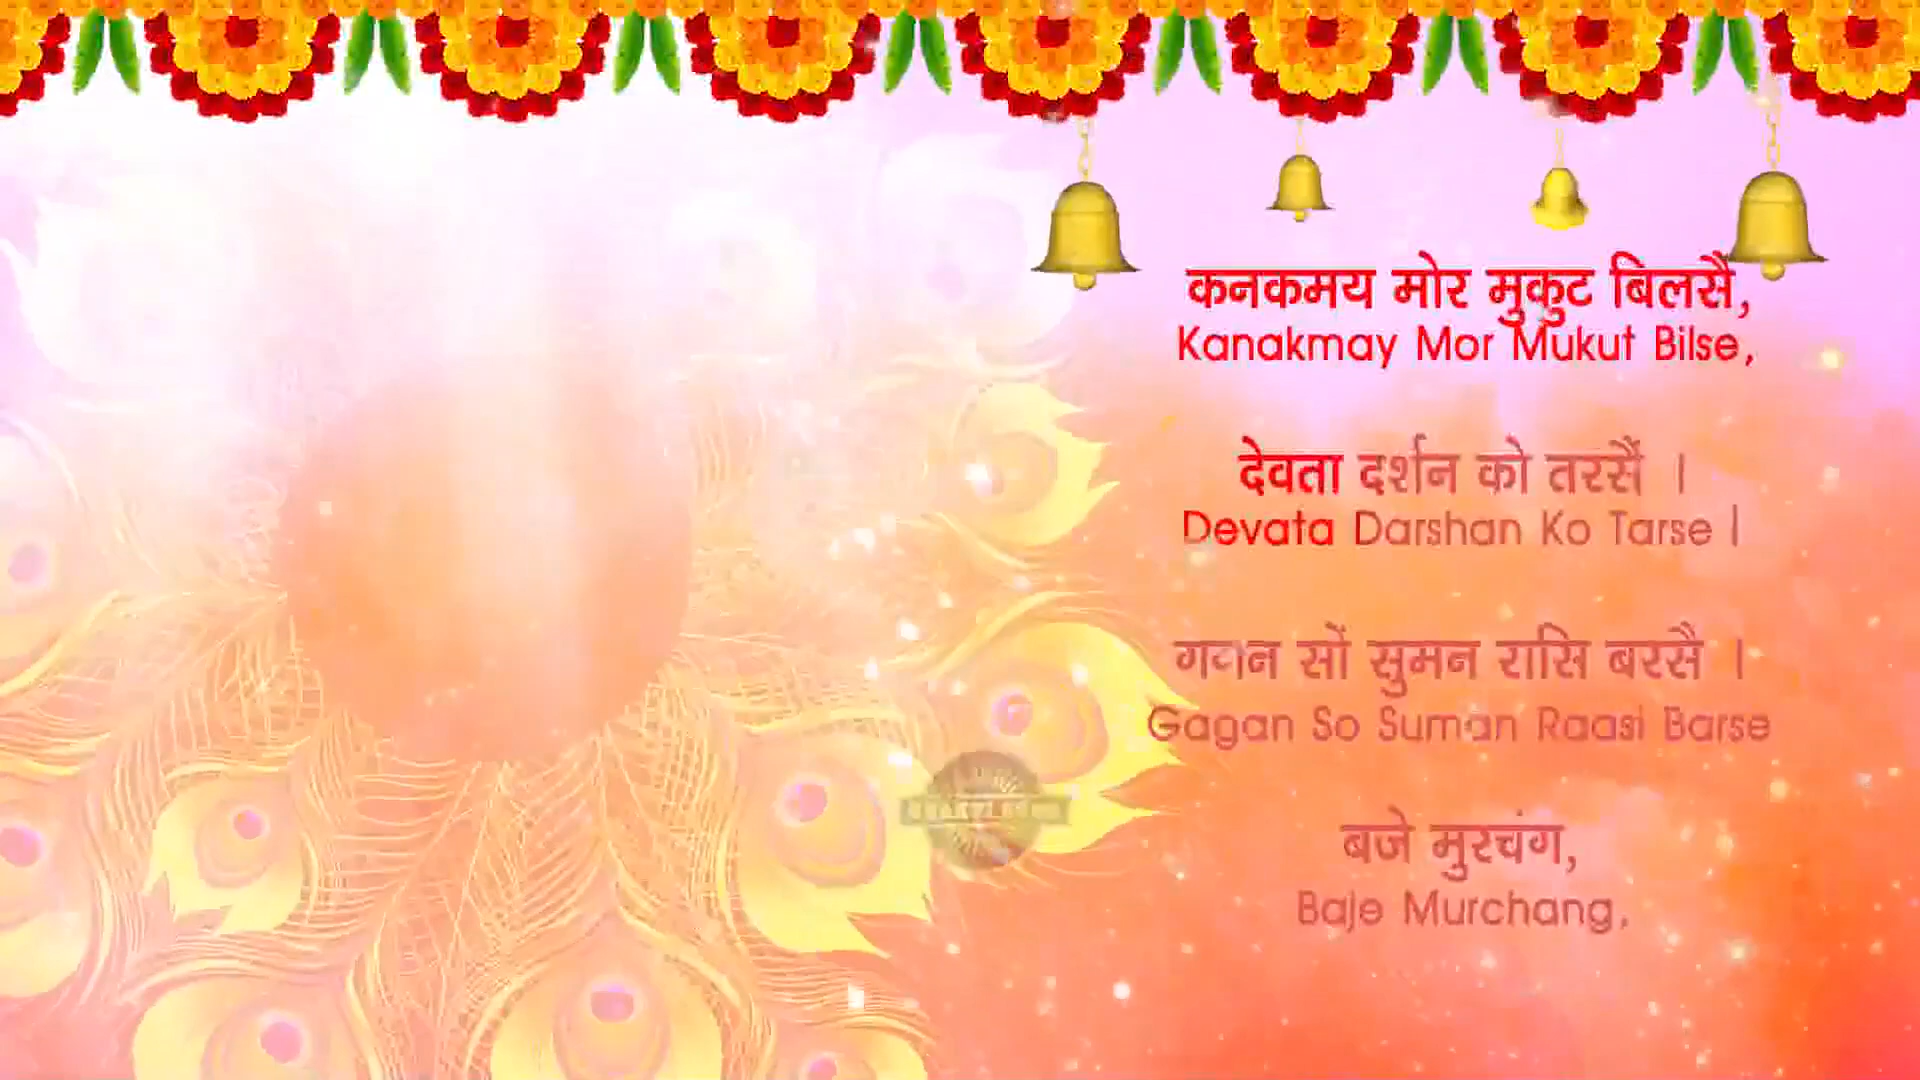 कनकमय मोर मुकुट बिलसै,
Kanakmay Mor Mukut Bilse,
देवता दर्शन को तरसैं ।
Devata Darshan Ko Tarse |
गगन सों सुमन रासि बरसै ।
Gagan So Suman Raasi Barse
बजे मुरचंग,
Baje Murchang,